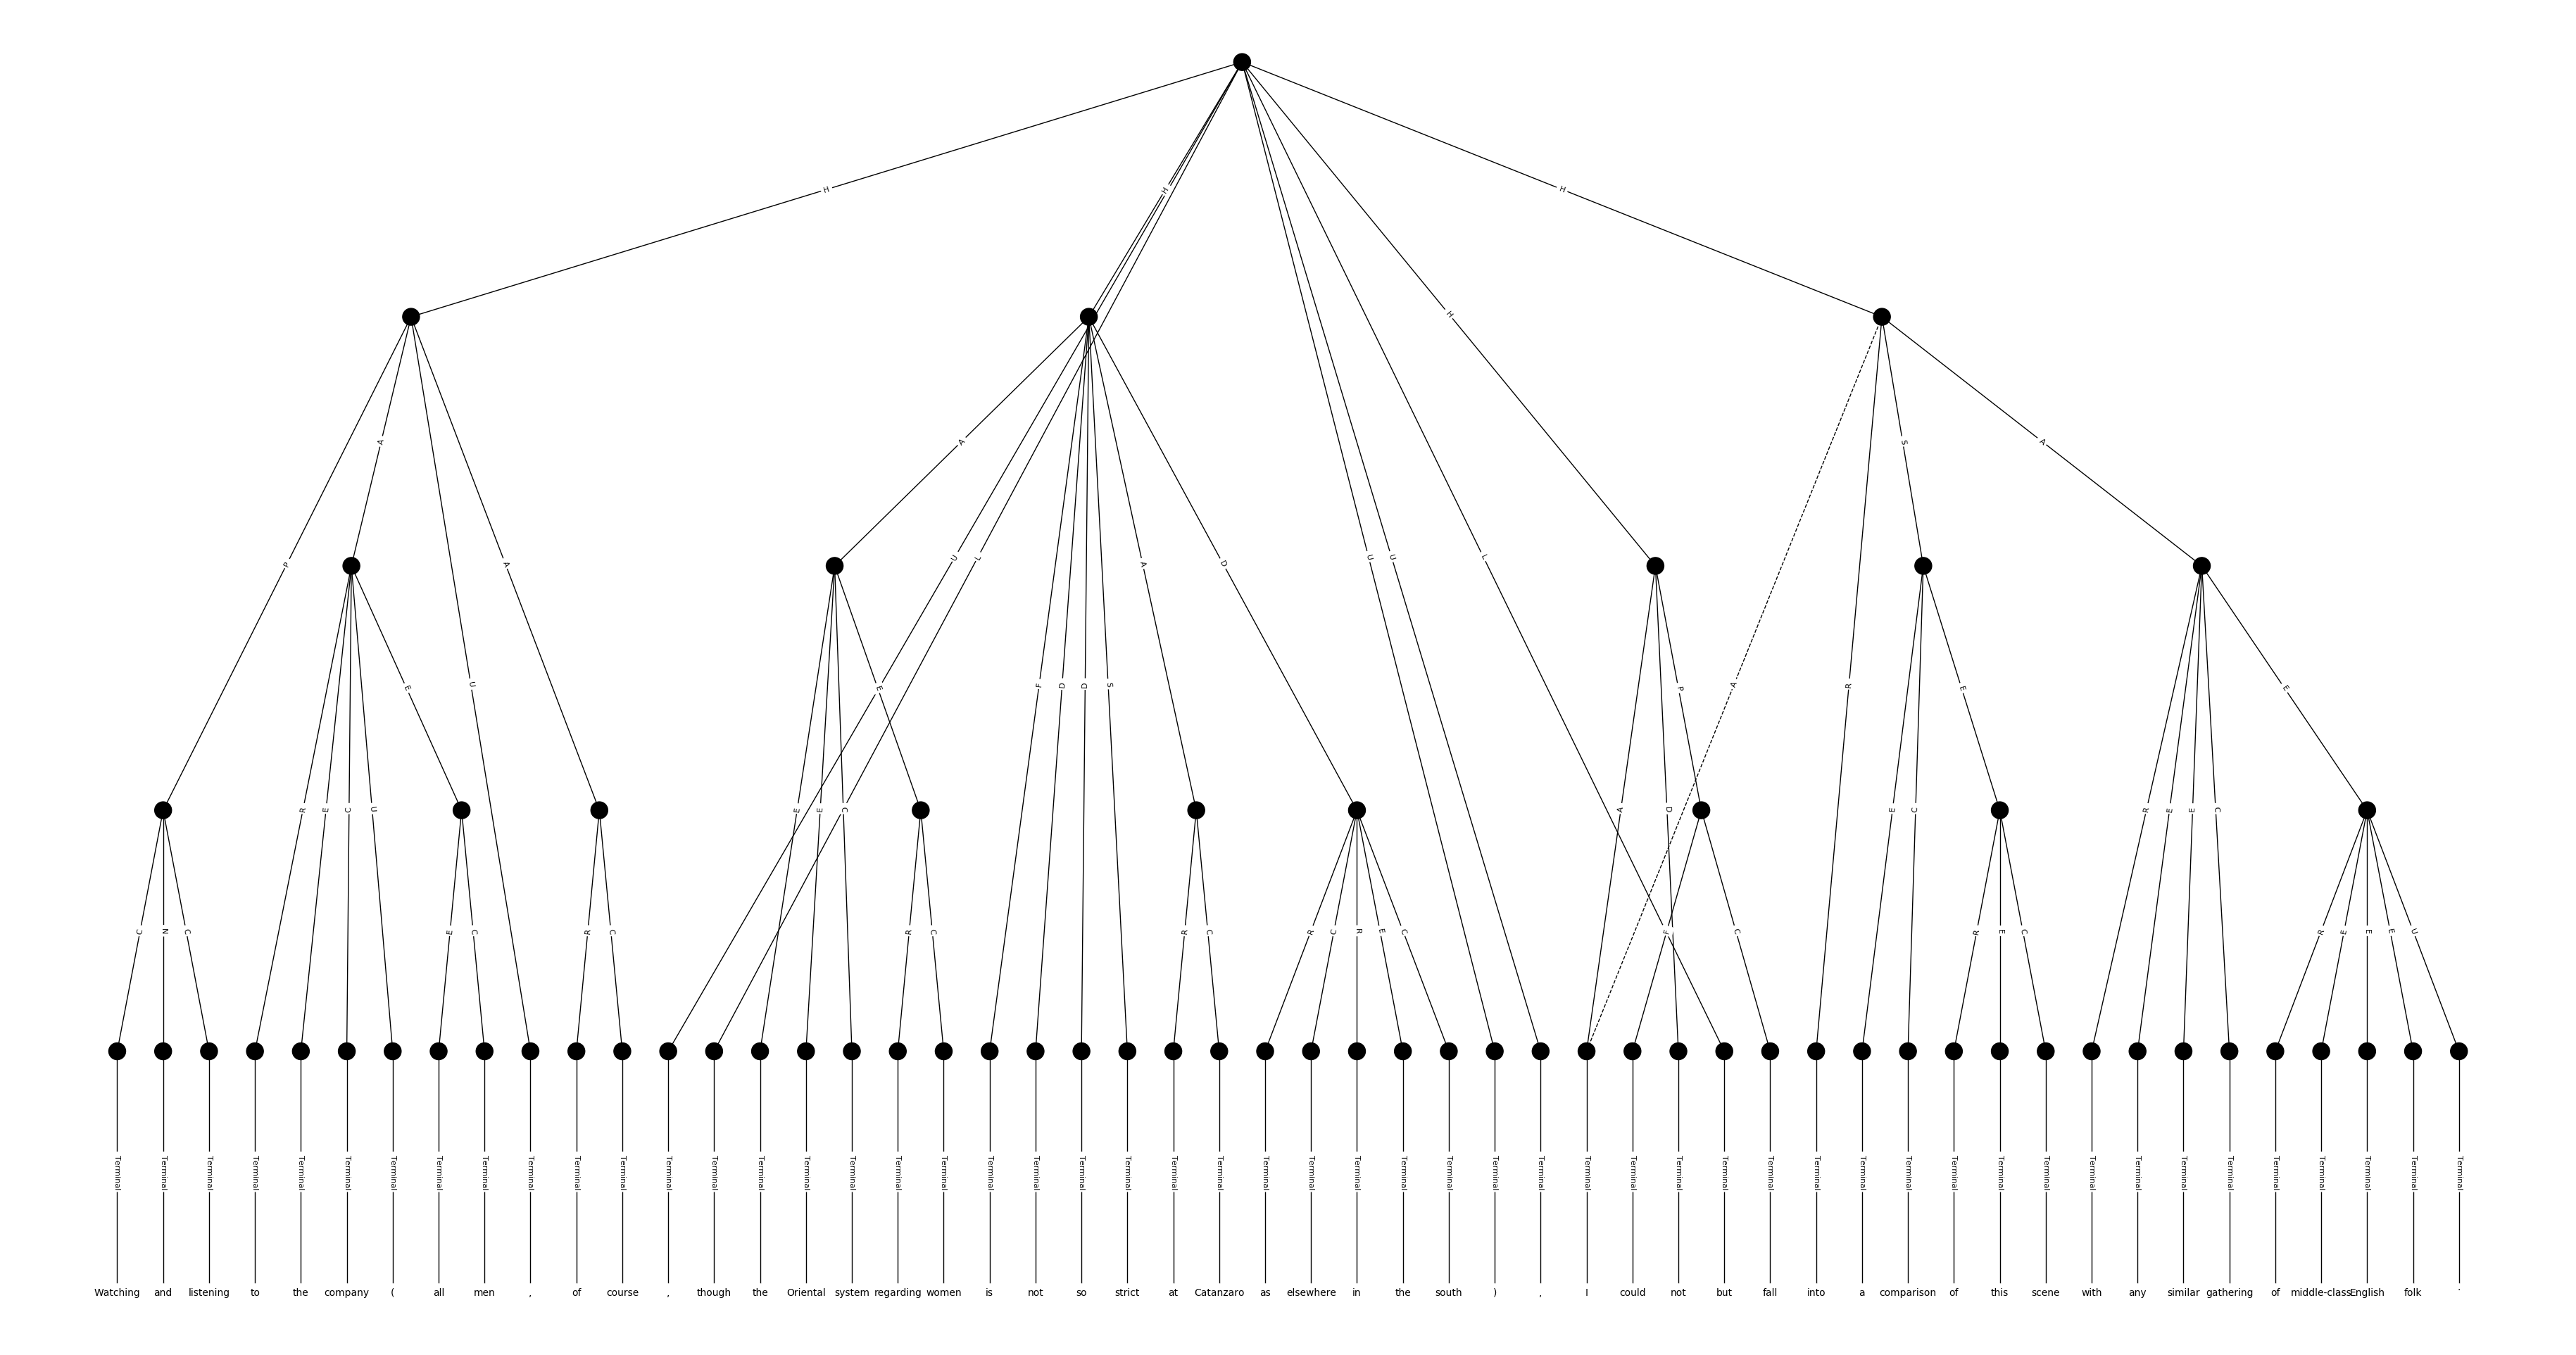 H H H H
A A S A
P A U L A D U U L
E U F D D S P A R E E
R E C U E E C A D E C R E E C
C N C E C R C R C R C R C R E C F C R E C R E E E U
Terminal Terminal Terminal Terminal Terminal Terminal Terminal Terminal Terminal Terminal Terminal Terminal Terminal Terminal Terminal Terminal Terminal Terminal Terminal Terminal Terminal Terminal Terminal Terminal Terminal Terminal Terminal Terminal Terminal Terminal Terminal Terminal Terminal Terminal Terminal Terminal Terminal Terminal Terminal Terminal Terminal Terminal Terminal Terminal Terminal Terminal Terminal Terminal Terminal Terminal Terminal Terminal
Watching and listening to the company ( all men , of course , though the Oriental system regarding women is not so strict at Catanzaro as elsewhere in the south ) , I could not but fall into a comparison of this scene with any similar gathering of middle-class English folk .